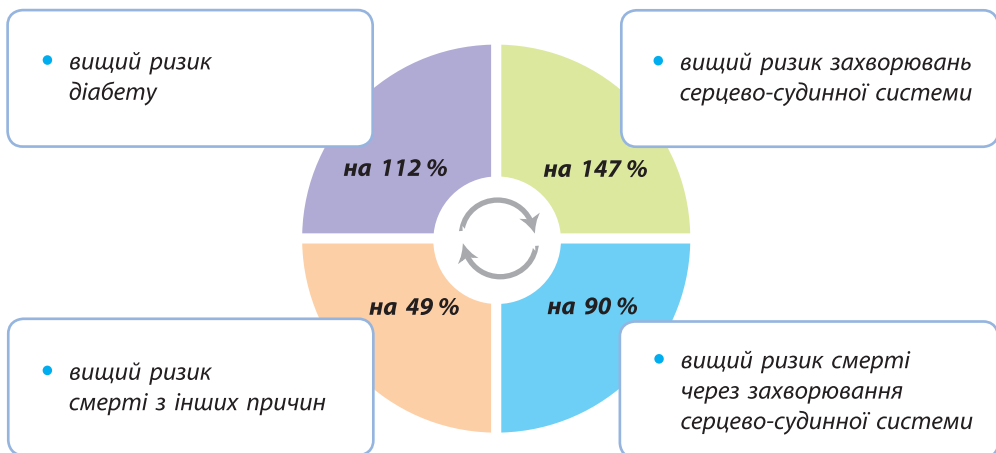 • вищий ризик
діабету
• вищий ризик захворювань
серцево-судинної системи
на 112 %
на 147 %
на 49 %
на 90 %
• вищий ризик
смерті з інших причин
• вищий ризик смерті
через захворювання
серцево-судинної системи